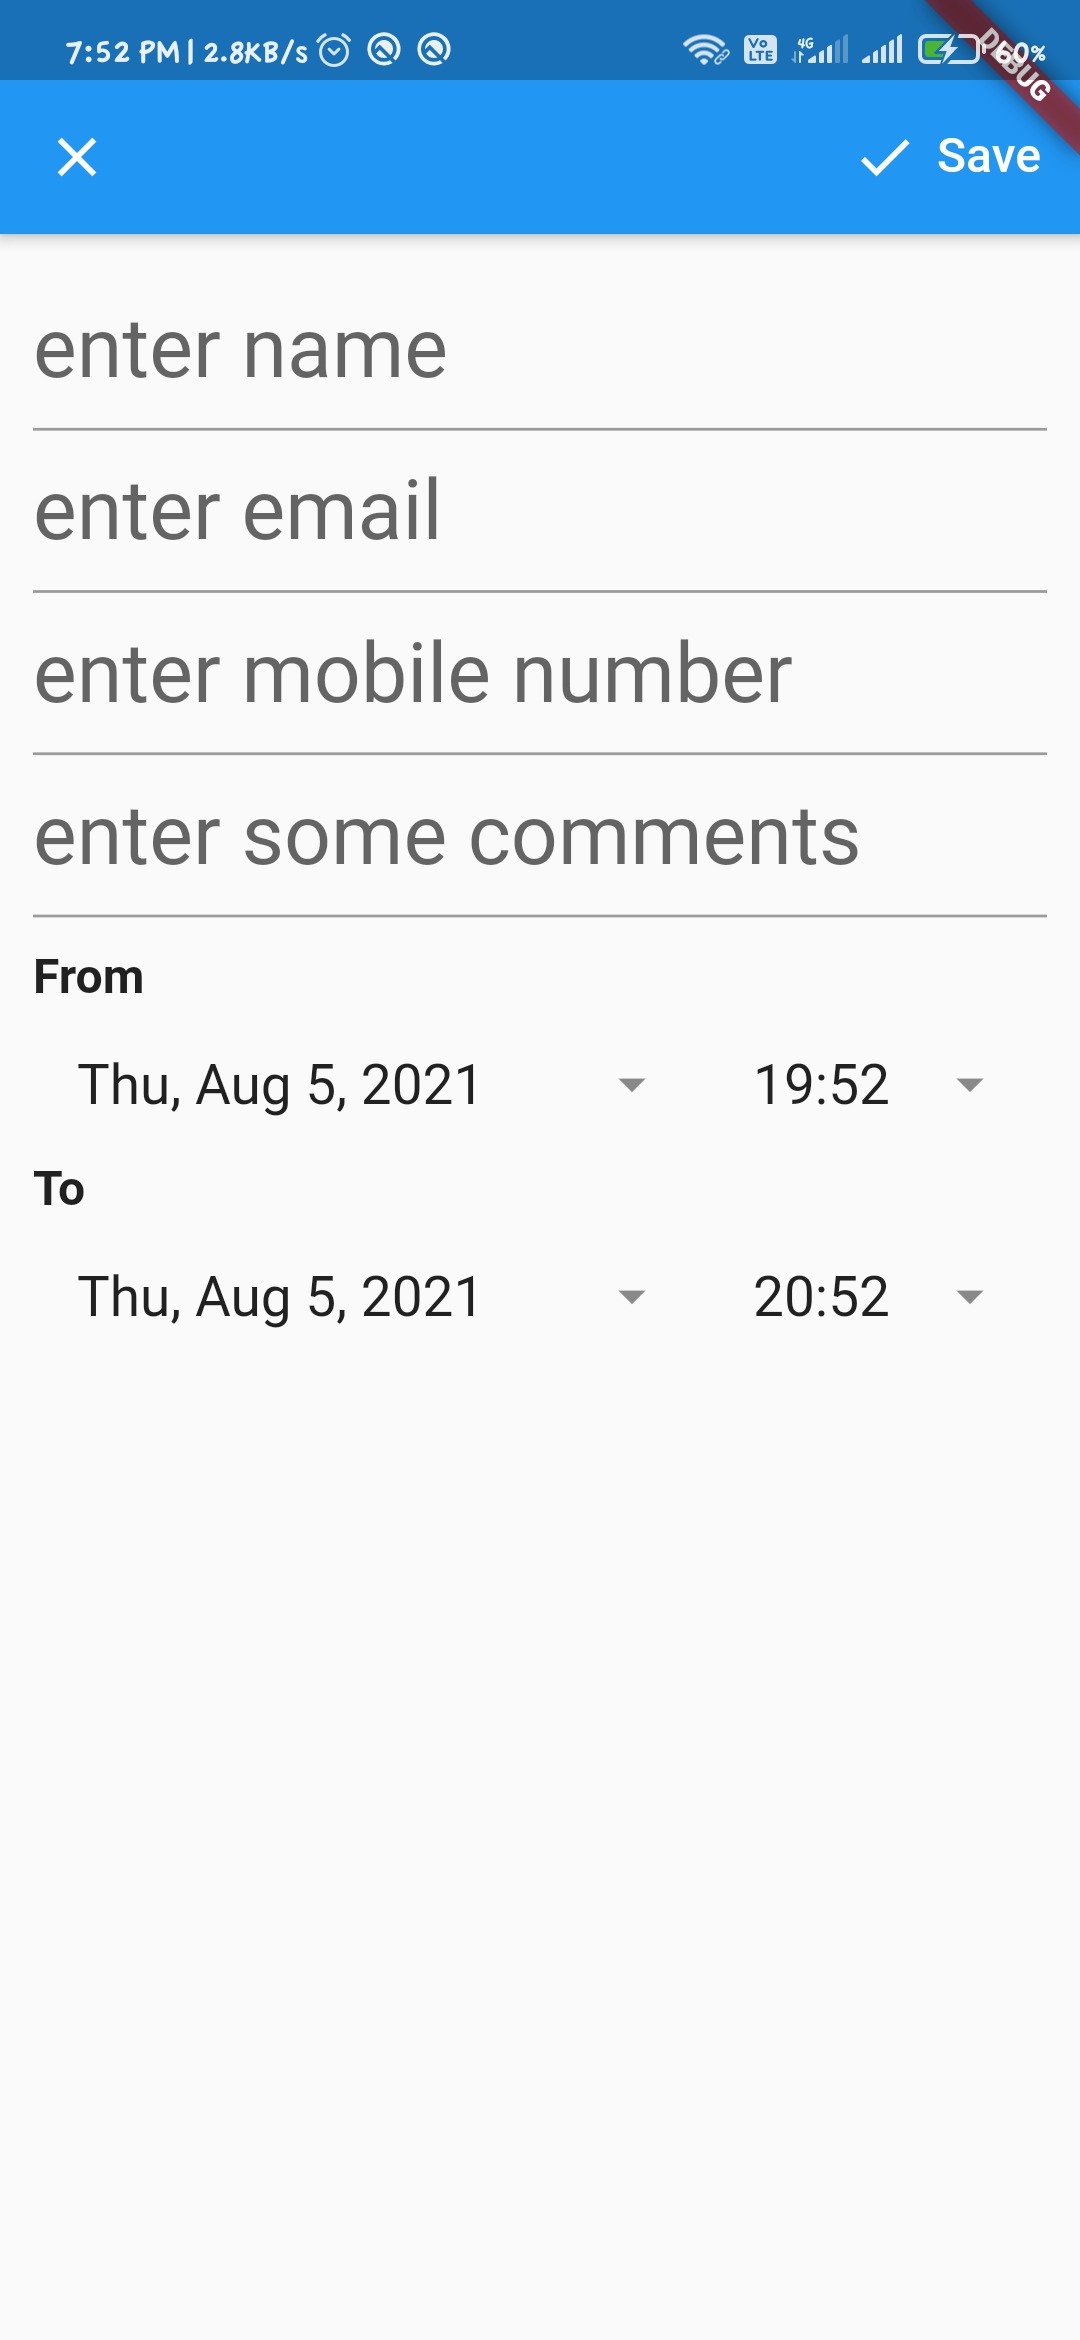 7:52 PM | 2.8KB/s Vo LTE 4G 60%
DEBUG
Save
enter name
enter email
enter mobile number
enter some comments
From
Thu, Aug 5, 2021 19:52
To
Thu, Aug 5, 2021 20:52